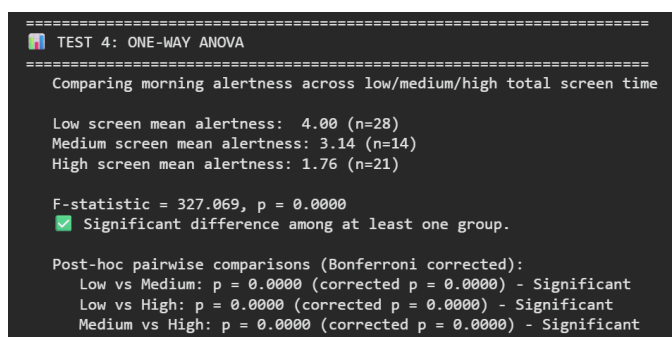 ======================================================================
📊 TEST 4: ONE-WAY ANOVA
======================================================================
Comparing morning alertness across low/medium/high total screen time
Low screen mean alertness:  4.00 (n=28)
Medium screen mean alertness: 3.14 (n=14)
High screen mean alertness: 1.76 (n=21)
F-statistic = 327.069, p = 0.0000
✅ Significant difference among at least one group.
Post-hoc pairwise comparisons (Bonferroni corrected):
Low vs Medium: p = 0.0000 (corrected p = 0.0000) - Significant
Low vs High: p = 0.0000 (corrected p = 0.0000) - Significant
Medium vs High: p = 0.0000 (corrected p = 0.0000) - Significant